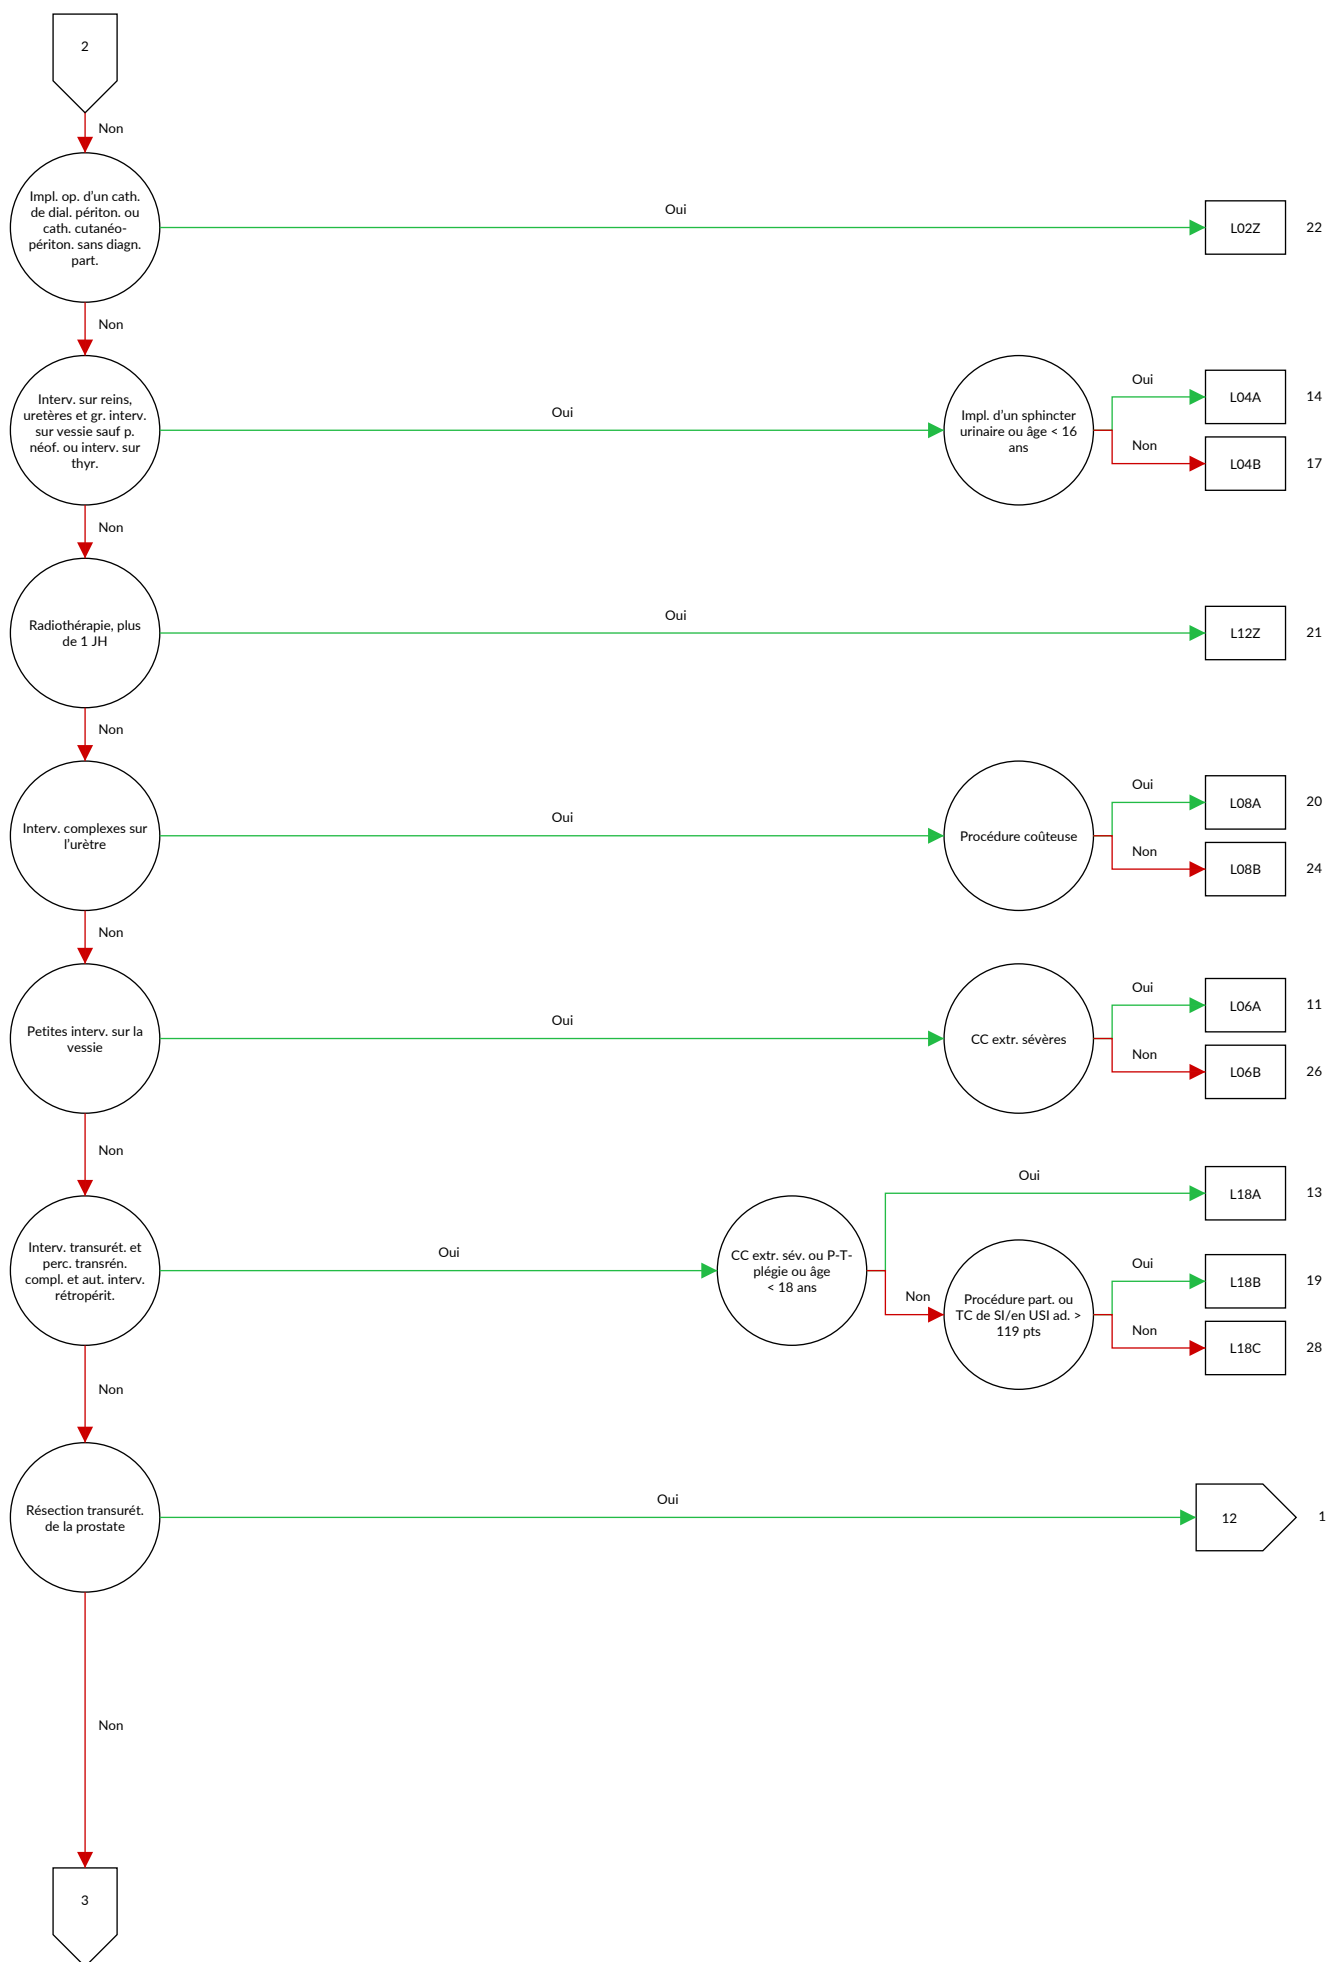 2
Non
Impl. op. d'un cath.
de dial. périton. ou
cath. cutanéo-
périton. sans diagn.
part.
Oui
L02Z
22
Non
Interv. sur reins,
uretères et gr. interv.
sur vessie sauf p.
néof. ou interv. sur
thyr.
Oui
Impl. d'un sphincter
urinaire ou âge < 16
ans
Oui
L04A
14
Non
L04B
17
Non
Radiothérapie, plus
de 1 JH
Oui
L12Z
21
Non
Interv. complexes sur
l'urètre
Oui
Procédure coûteuse
Oui
L08A
20
Non
L08B
24
Non
Petites interv. sur la
vessie
Oui
CC extr. sévères
Oui
L06A
11
Non
L06B
26
Non
Interv. transurét. et
perc. transrén.
compl. et aut. interv.
rétropérit.
Oui
CC extr. sév. ou P-T-
plégie ou âge
< 18 ans
Oui
L18A
13
Non
Procédure part. ou
TC de SI/en USI ad. >
119 pts
Oui
L18B
19
Non
L18C
28
Non
Résection transurét.
de la prostate
Oui
12
1
Non
3